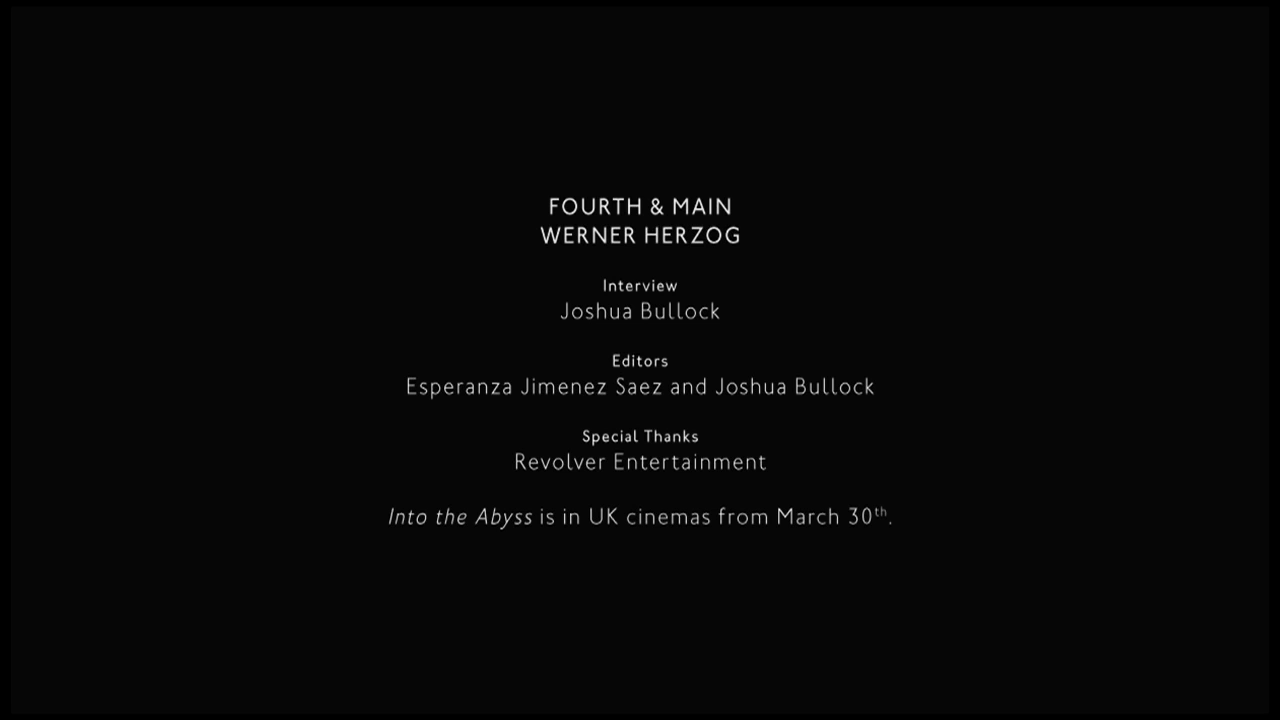 FOURTH & MAIN
WERNER HERZOG
Interview
Joshua Bullock
Editors
Esperanza Jimenez Saez and Joshua Bullock
Special Thanks
Revolver Entertainment
Into the Abyss is in UK cinemas from March 30th.